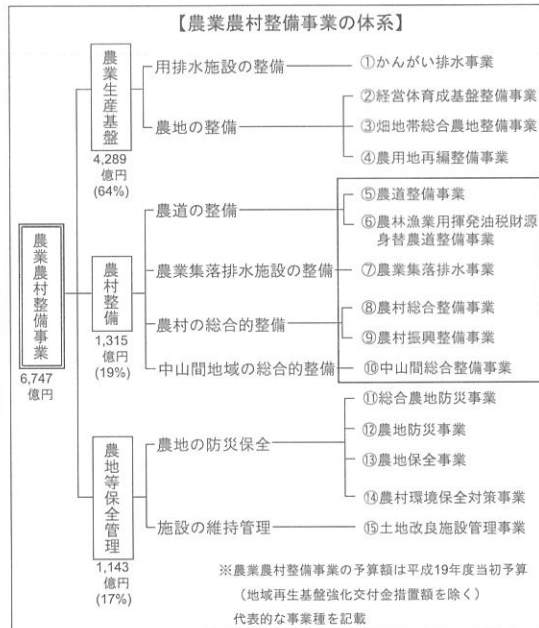 【農業農村整備事業の体系】
農業農村整備事業
6,747
億円
農業生産基盤
4,289
億円
(64%)
用排水施設の整備
①かんがい排水事業
農地の整備
②経営体育成基盤整備事業
③畑地帯総合農地整備事業
④農用地再編整備事業
農村整備
1,315
億円
(19%)
農道の整備
⑤農道整備事業
⑥農林漁業用揮発油税財源
身替農道整備事業
農業集落排水施設の整備
⑦農業集落排水事業
農村の総合的整備
⑧農村総合整備事業
⑨農村振興整備事業
中山間地域の総合的整備
⑩中山間総合整備事業
農地等保全管理
1,143
億円
(17%)
農地の防災保全
⑪総合農地防災事業
⑫農地防災事業
⑬農地保全事業
⑭農村環境保全対策事業
施設の維持管理
⑮土地改良施設管理事業
※農業農村整備事業の予算額は平成19年度当初予算
（地域再生基盤強化交付金措置額を除く）
代表的な事業種を記載